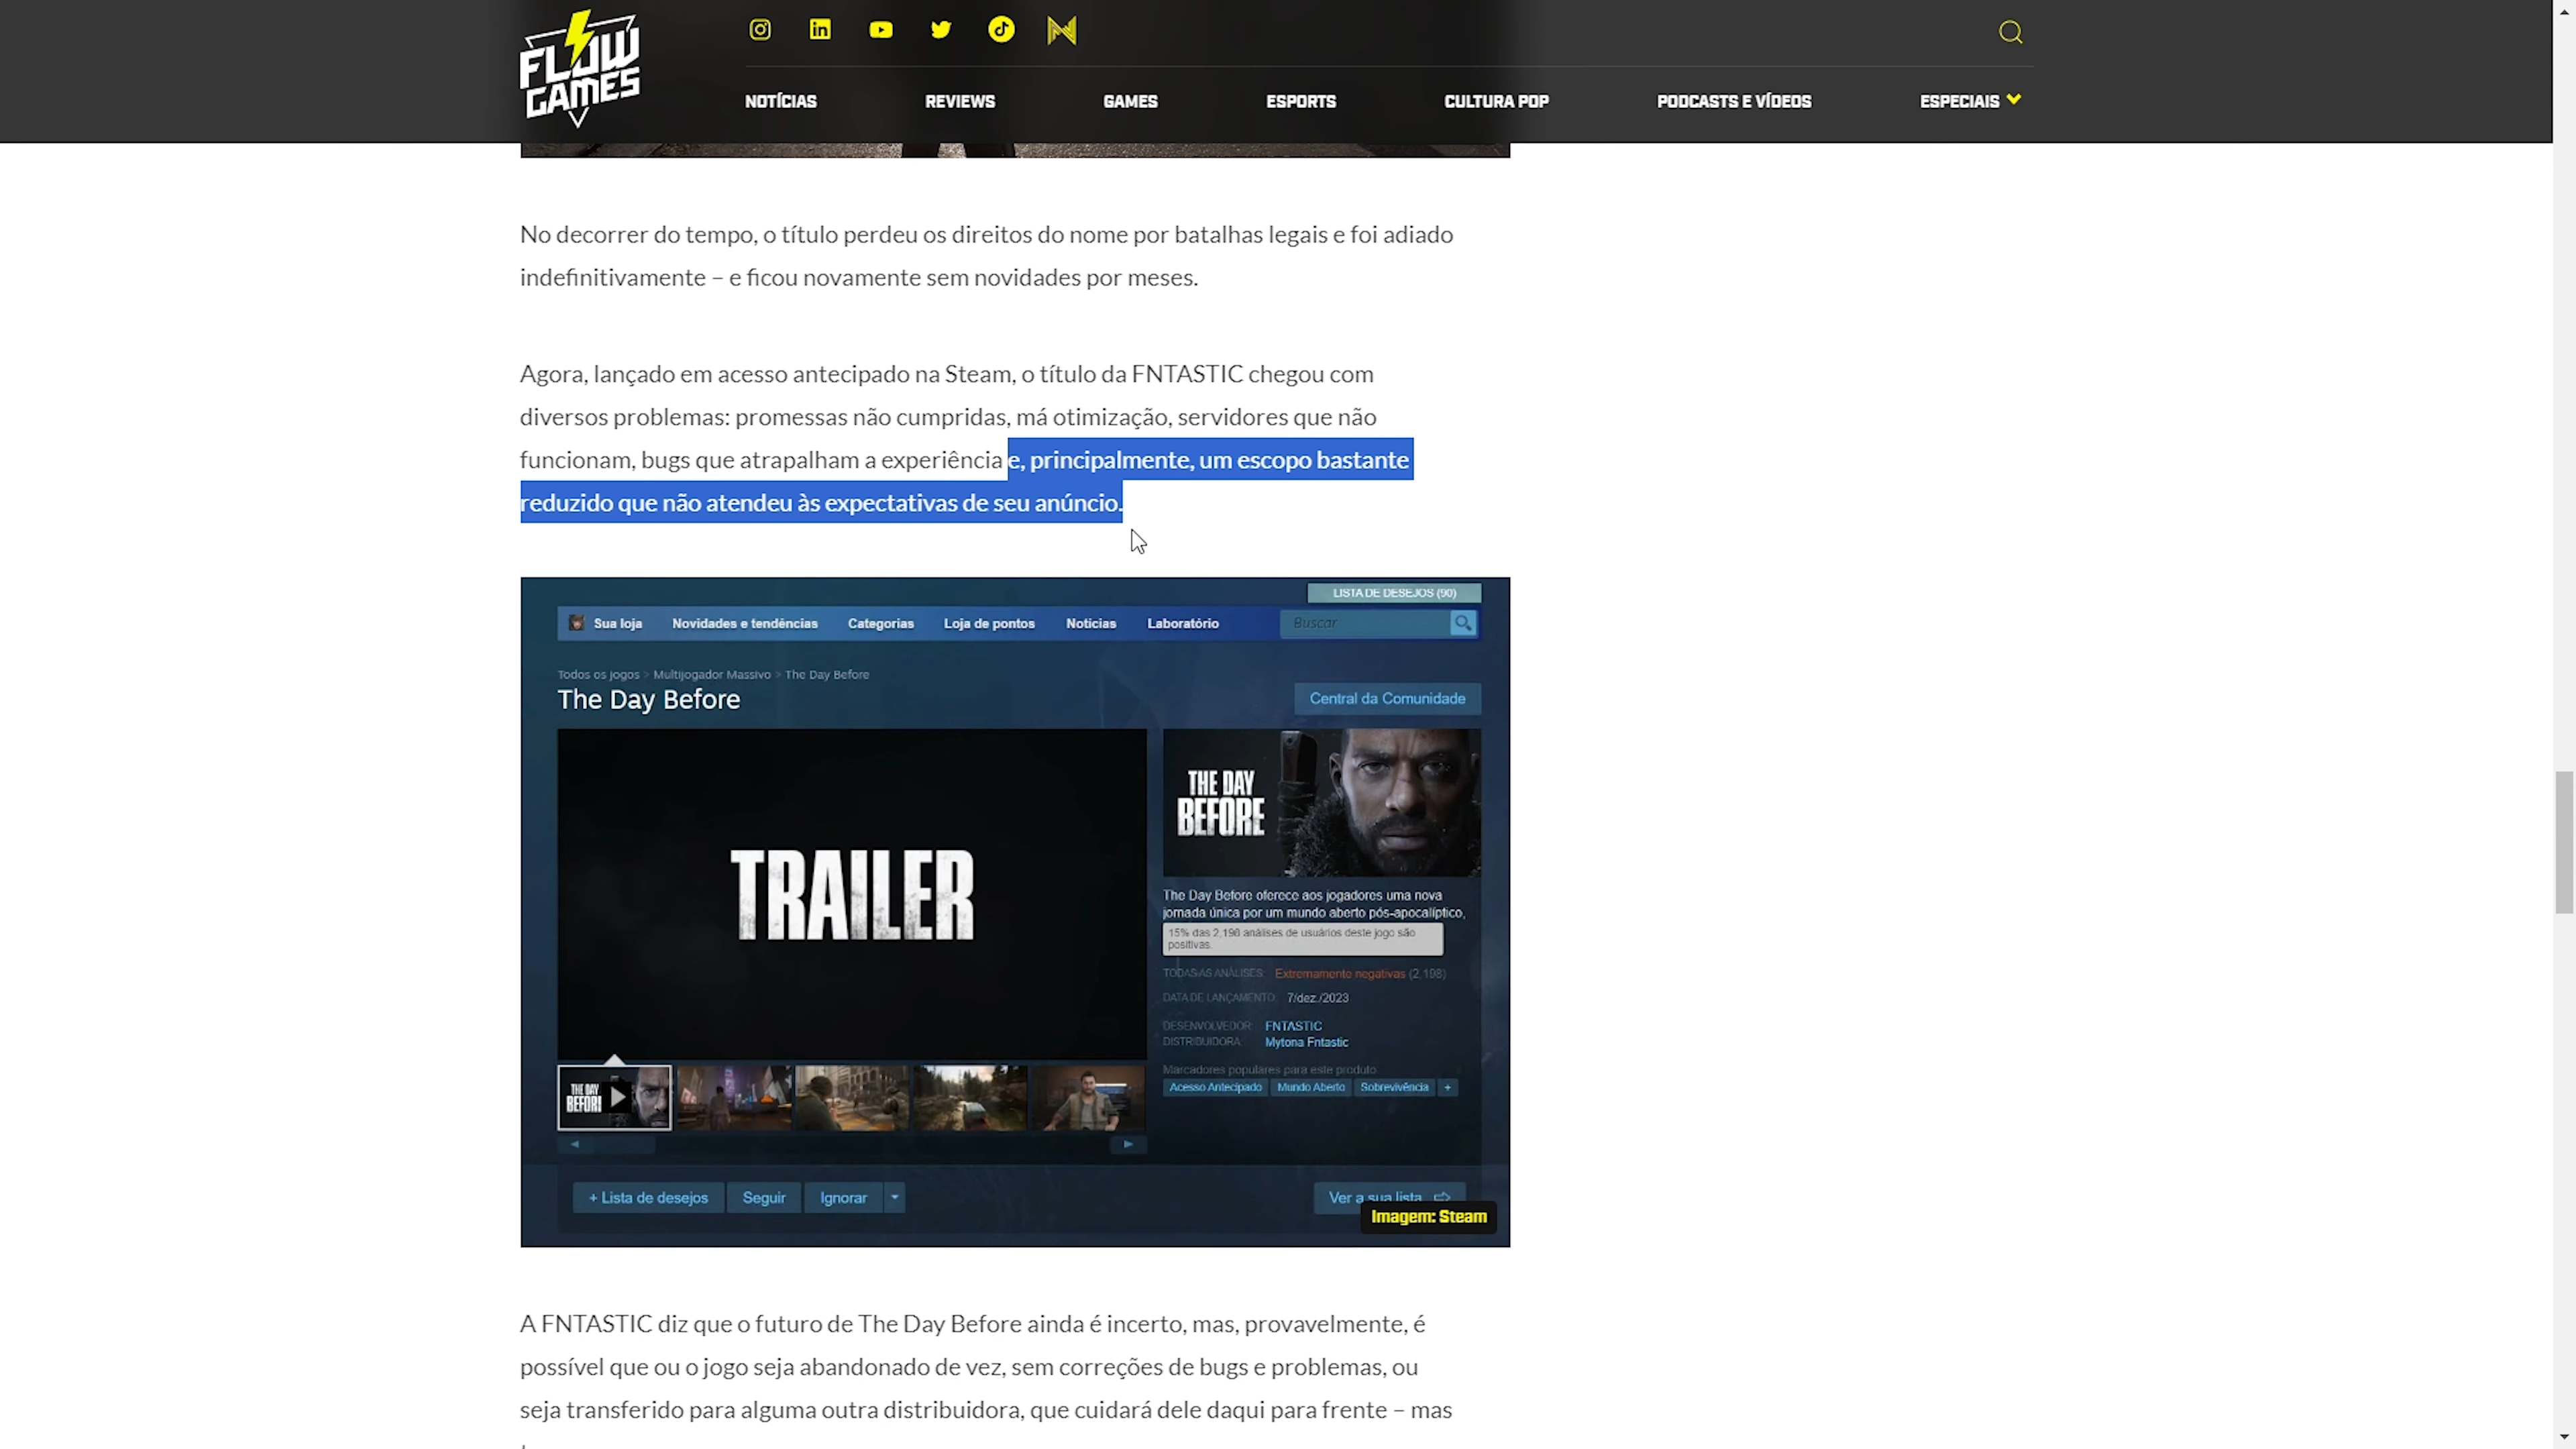 FLOW
GAMES
NOTÍCIAS
REVIEWS
GAMES
ESPORTS
CULTURA POP
PODCASTS E VÍDEOS
ESPECIAIS
No decorrer do tempo, o título perdeu os direitos do nome por batalhas legais e foi adiado
indefinitivamente – e ficou novamente sem novidades por meses.
Agora, lançado em acesso antecipado na Steam, o título da FNTASTIC chegou com
diversos problemas: promessas não cumpridas, má otimização, servidores que não
funcionam, bugs que atrapalham a experiência e, principalmente, um escopo bastante
reduzido que não atendeu às expectativas de seu anúncio.
LISTA DE DESEJOS (90)
Sua loja
Novidades e tendências
Categorias
Loja de pontos
Notícias
Laboratório
Buscar
Todos os jogos > Multijogador Massivo > The Day Before
The Day Before
Central da Comunidade
TRAILER
THE DAY
BEFORE
The Day Before oferece aos jogadores uma nova
jornada única por um mundo aberto pós-apocalíptico,
15% das 2,198 análises de usuários deste jogo são
positivas.
TODAS AS ANÁLISES: Extremamente negativas (2,198)
DATA DE LANÇAMENTO: 7/dez./2023
DESENVOLVEDOR: FNTASTIC
DISTRIBUIDORA: Mytona Fntastic
Marcadores populares para este produto:
Acesso Antecipado
Mundo Aberto
Sobrevivência
+
THE DAY
BEFORE
+ Lista de desejos
Seguir
Ignorar
Ver a sua lista
Imagem: Steam
A FNTASTIC diz que o futuro de The Day Before ainda é incerto, mas, provavelmente, é
possível que ou o jogo seja abandonado de vez, sem correções de bugs e problemas, ou
seja transferido para alguma outra distribuidora, que cuidará dele daqui para frente – mas